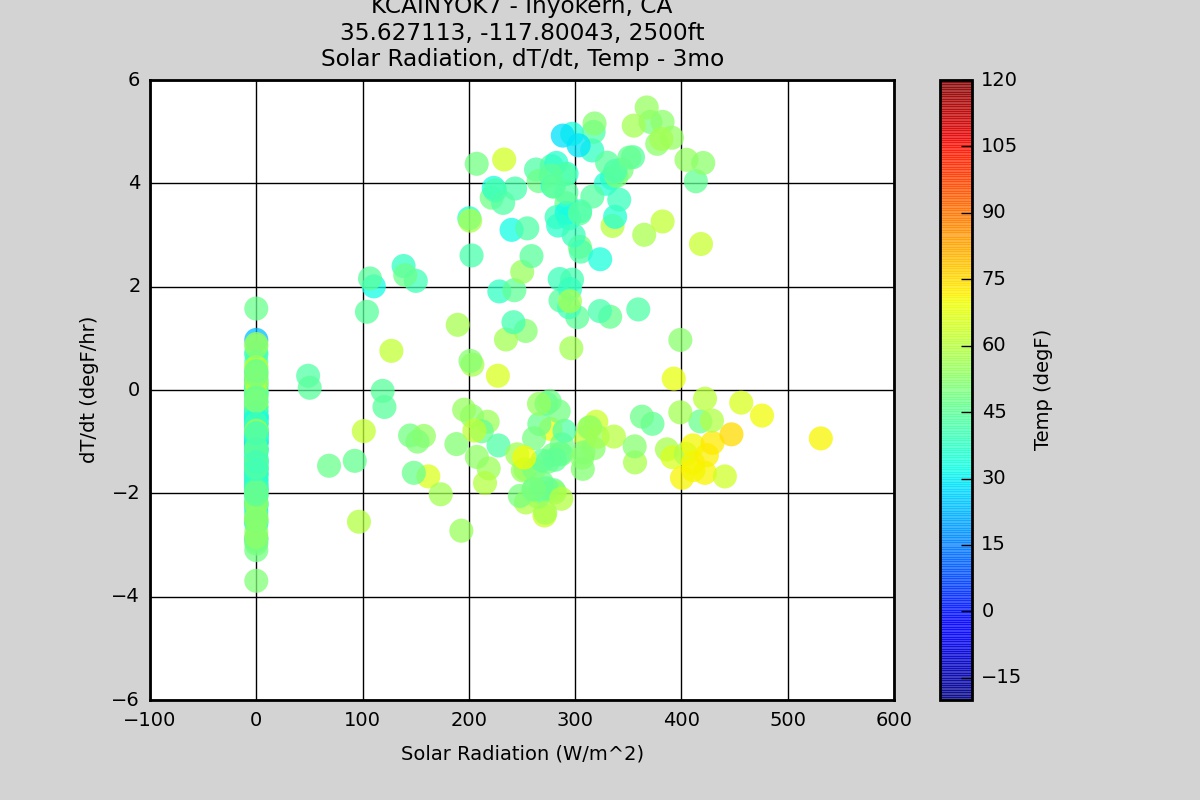 KCAINYOK7 - Inyokern, CA
35.627113, -117.80043, 2500ft
Solar Radiation, dT/dt, Temp - 3mo
6
4
2
0
−2
−4
−6
dT/dt (degF/hr)
−100 0 100 200 300 400 500 600
Solar Radiation (W/m^2)
120
105
90
75
60
45
30
15
0
−15
Temp (degF)